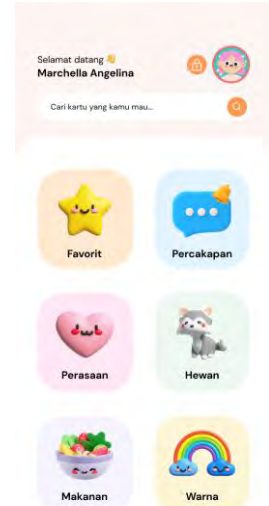 Selamat datang
Marchella Angelina
Cari kartu yang kamu mau...
Favorit
Percakapan
Perasaan
Hewan
Makanan
Warna